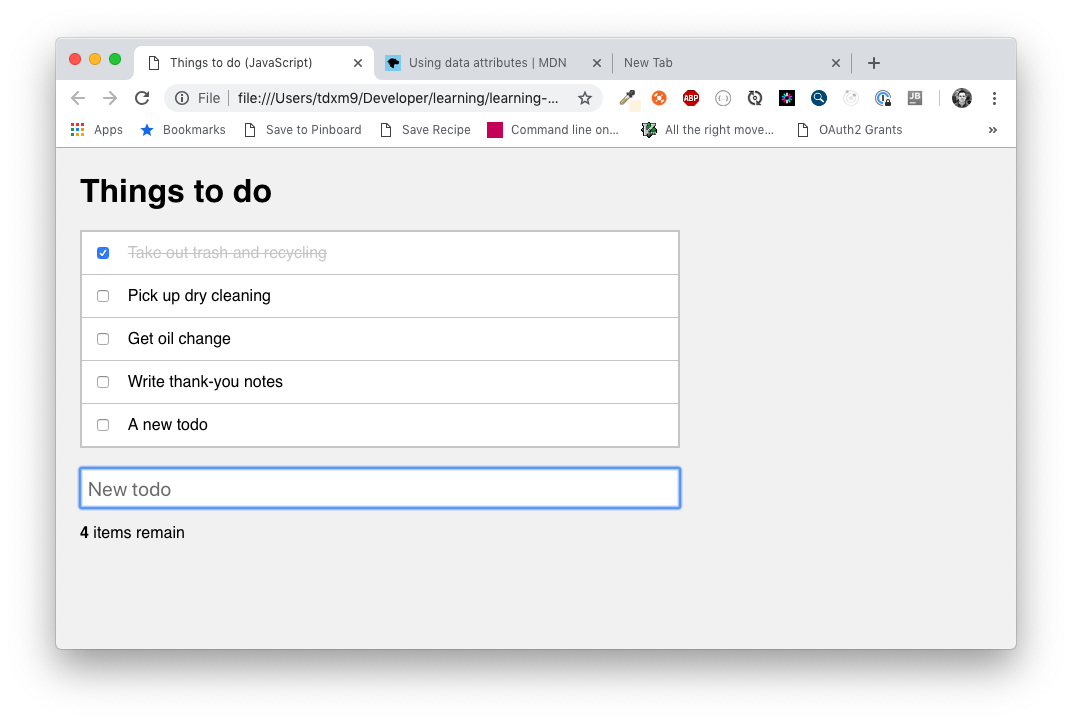 Things to do (JavaScript)
Using data attributes | MDN
New Tab
File
file:///Users/tdxm9/Developer/learning/learning-...
ABP
JB
Apps
Bookmarks
Save to Pinboard
Save Recipe
Command line on...
All the right move...
OAuth2 Grants
»
Things to do
Take out trash and recycling
Pick up dry cleaning
Get oil change
Write thank-you notes
A new todo
New todo
4 items remain